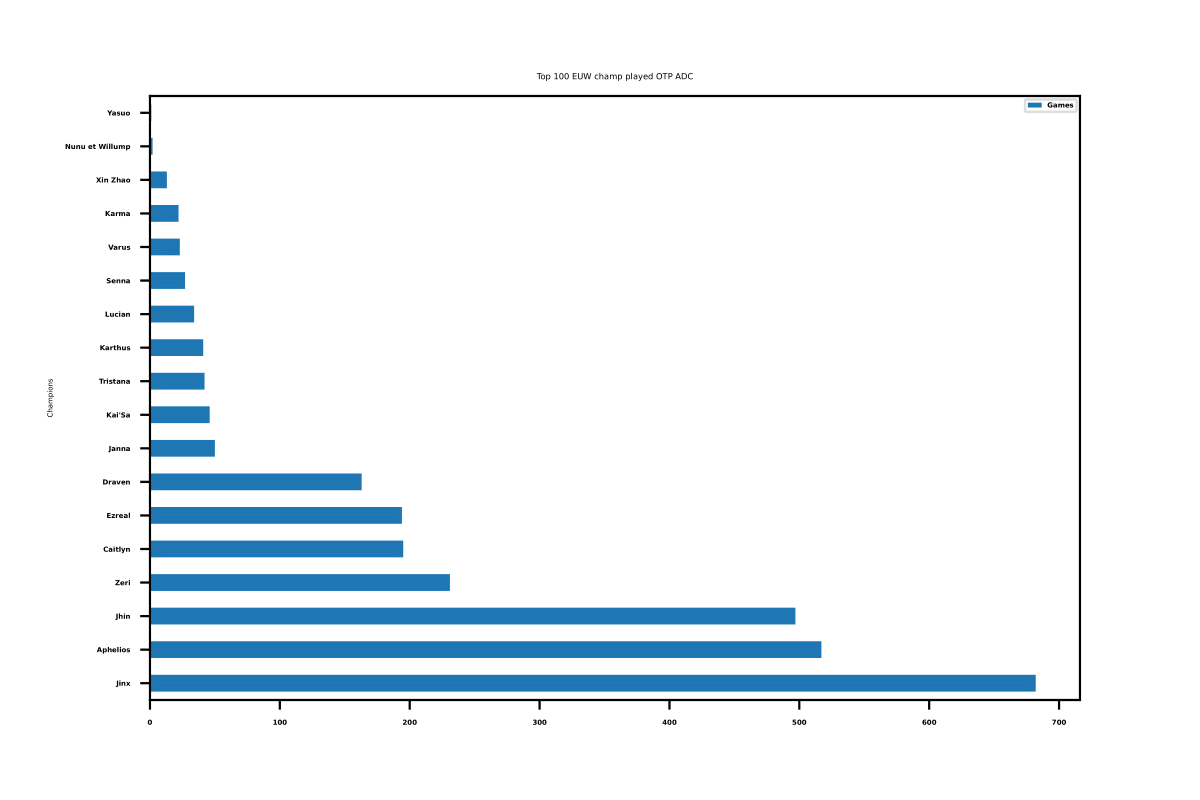 Top 100 EUW champ played OTP ADC
Games
Champions
Yasuo
Nunu et Willump
Xin Zhao
Karma
Varus
Senna
Lucian
Karthus
Tristana
Kai'Sa
Janna
Draven
Ezreal
Caitlyn
Zeri
Jhin
Aphelios
Jinx
0 100 200 300 400 500 600 700